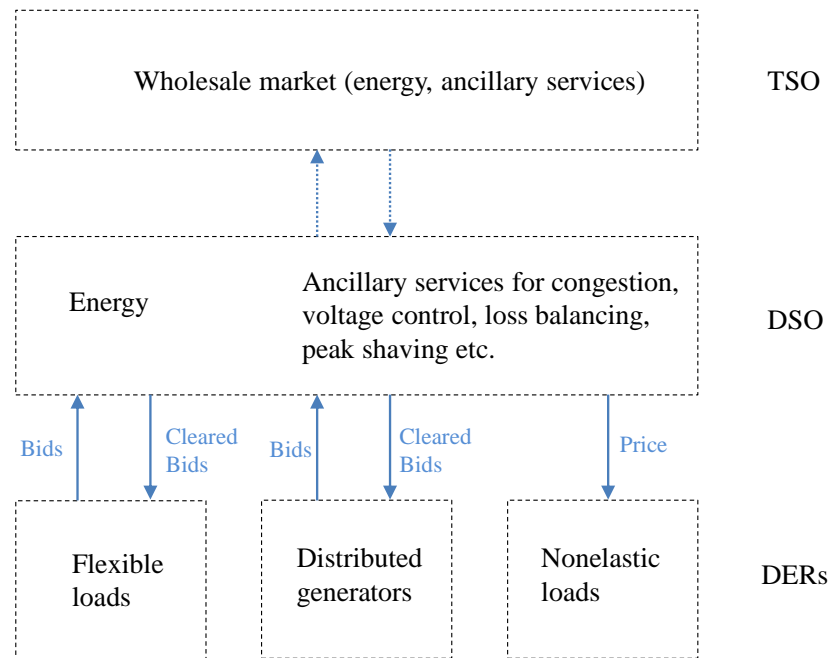 Wholesale market (energy, ancillary services)
TSO
Energy
Ancillary services for congestion,
voltage control, loss balancing,
peak shaving etc.
DSO
Bids
Cleared
Bids
Bids
Cleared
Bids
Price
Flexible
loads
Distributed
generators
Nonelastic
loads
DERs